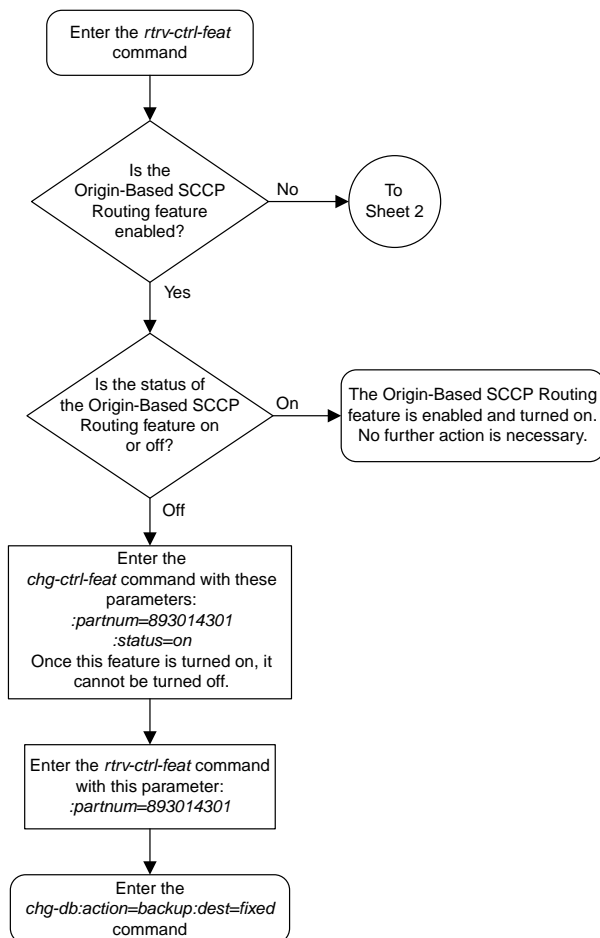 Enter the rtrv-ctrl-feat
command
Is the
Origin-Based SCCP
Routing feature
enabled?
No
To
Sheet 2
Yes
Is the status of
the Origin-Based SCCP
Routing feature on
or off?
On
The Origin-Based SCCP Routing
feature is enabled and turned on.
No further action is necessary.
Off
Enter the
chg-ctrl-feat command with these
parameters:
:partnum=893014301
:status=on
Once this feature is turned on, it
cannot be turned off.
Enter the rtrv-ctrl-feat command
with this parameter:
:partnum=893014301
Enter the
chg-db:action=backup:dest=fixed
command